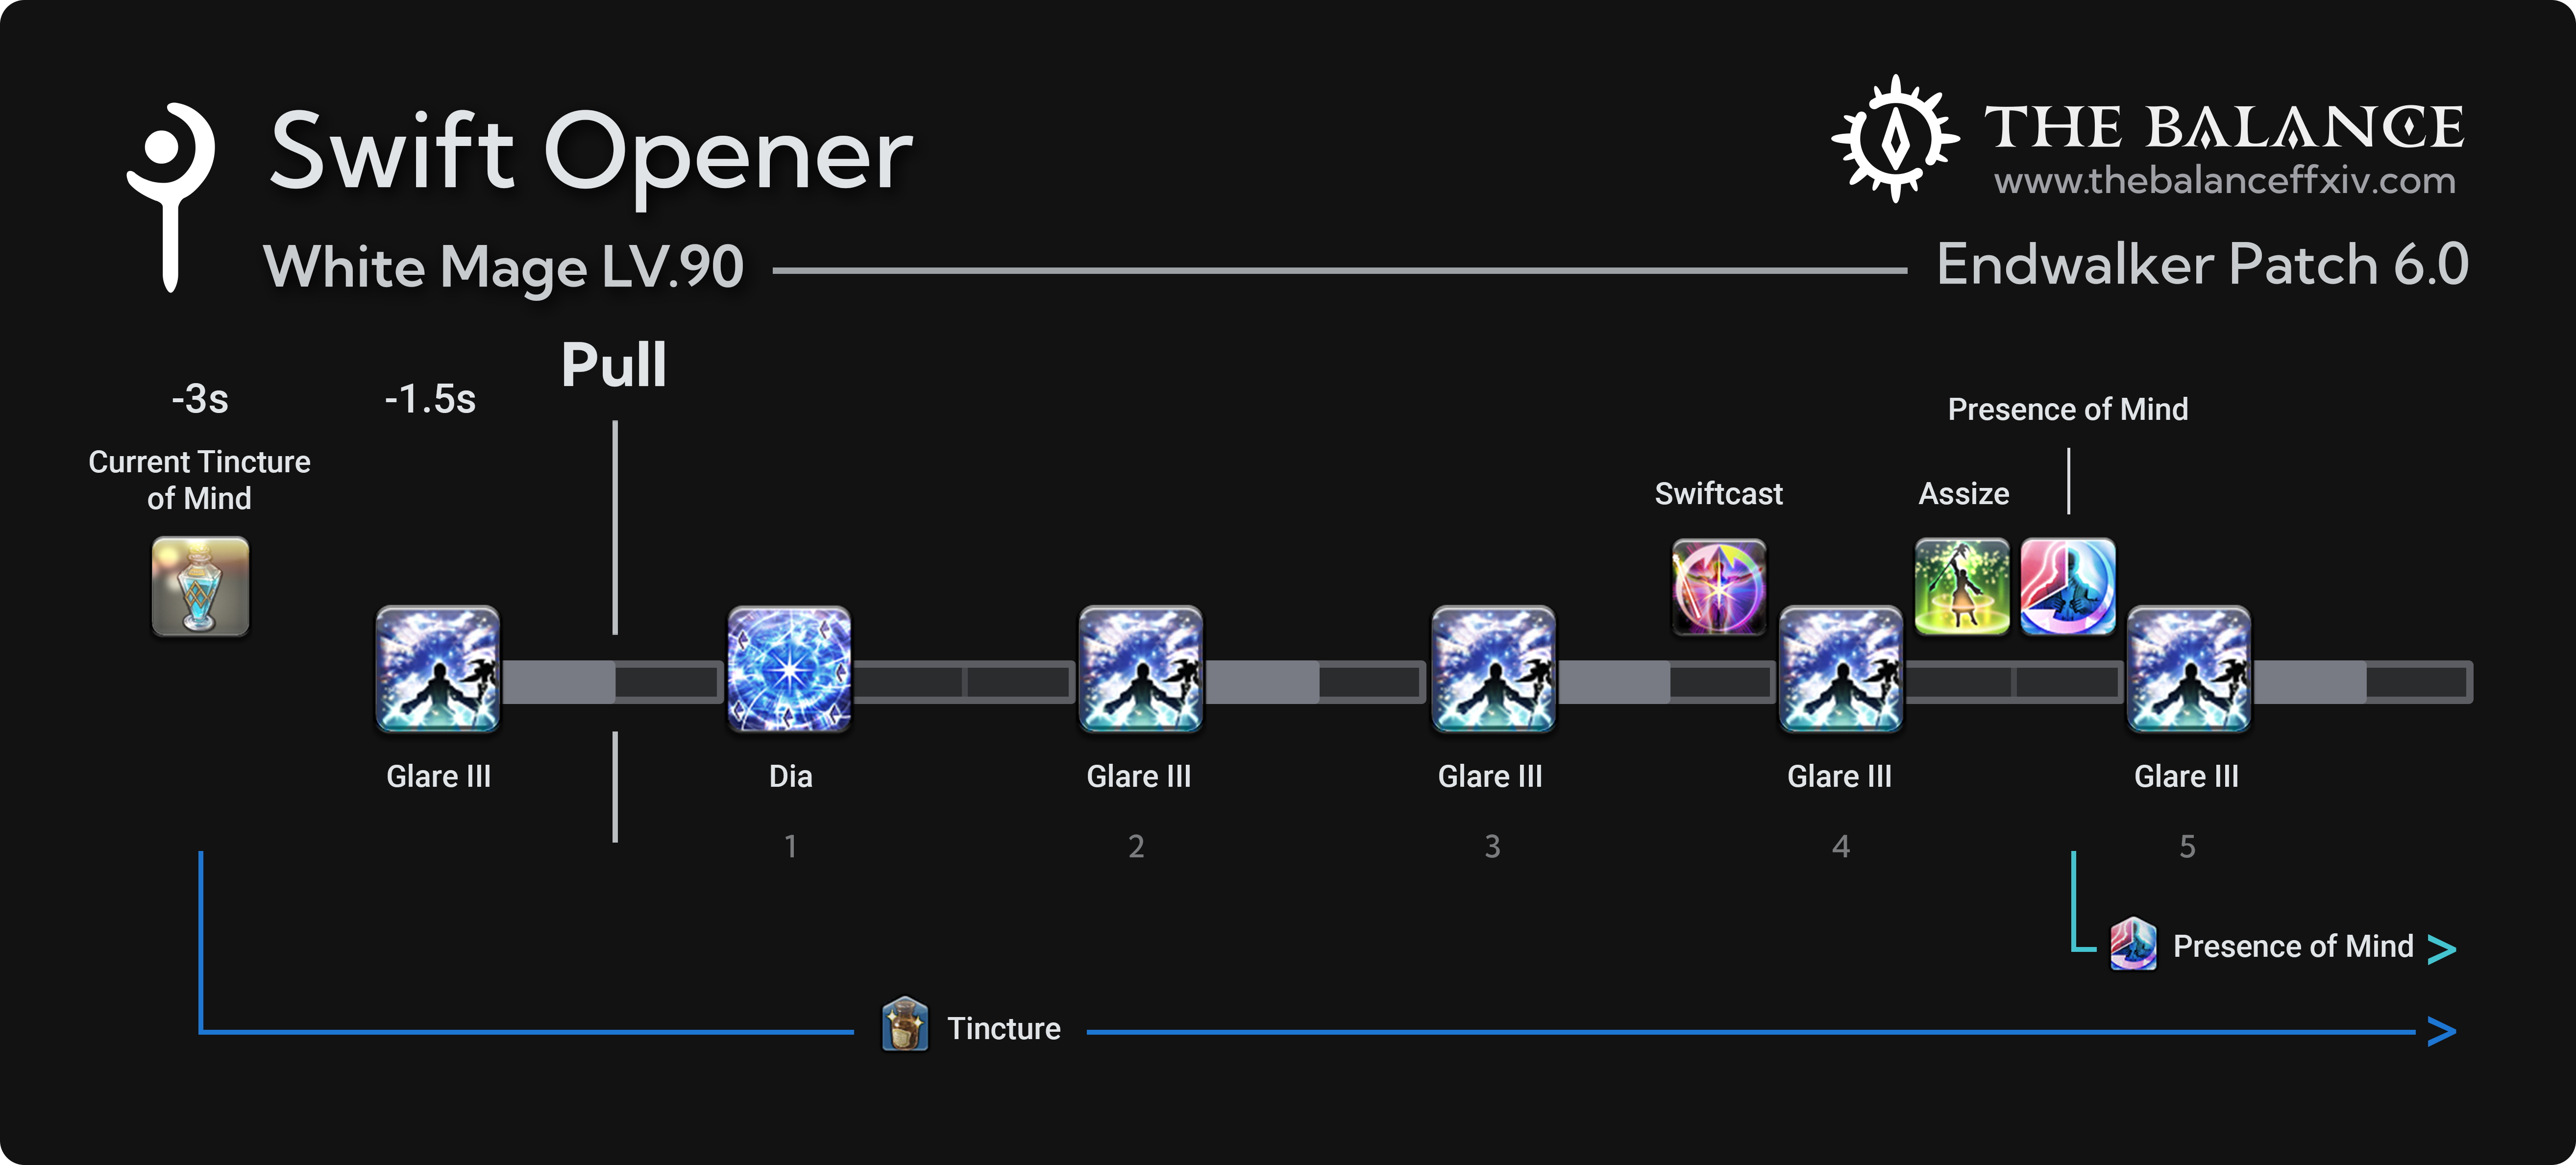 Swift Opener
THE BALANCE
www.thebalanceffxiv.com
White Mage LV.90
Endwalker Patch 6.0
Pull
-3s
-1.5s
Presence of Mind
Current Tincture
of Mind
Swiftcast
Assize
Glare III
Dia
Glare III
Glare III
Glare III
Glare III
1
2
3
4
5
Presence of Mind >
Tincture >